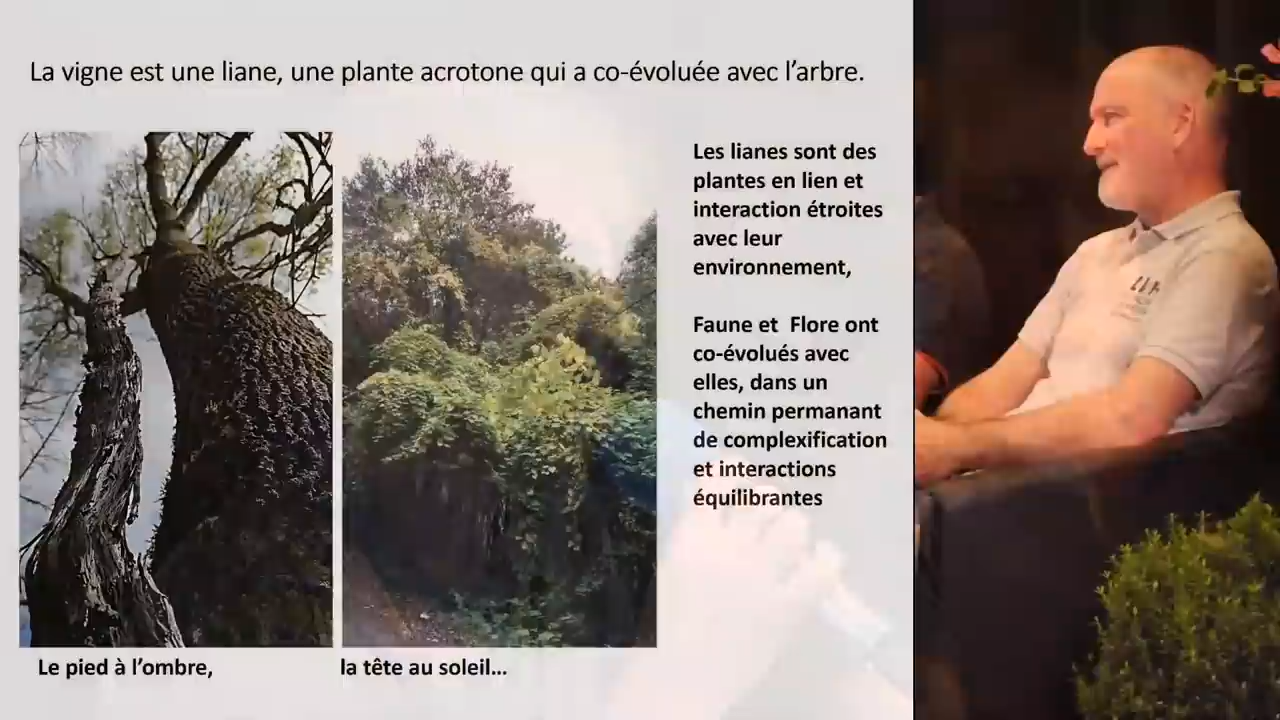 La vigne est une liane, une plante acrotone qui a co-évoluée avec l’arbre.
Les lianes sont des
plantes en lien et
interaction étroites
avec leur
environnement,
Faune et  Flore ont
co-évolués avec
elles, dans un
chemin permanant
de complexification
et interactions
équilibrantes
Le pied à l’ombre,
la tête au soleil…